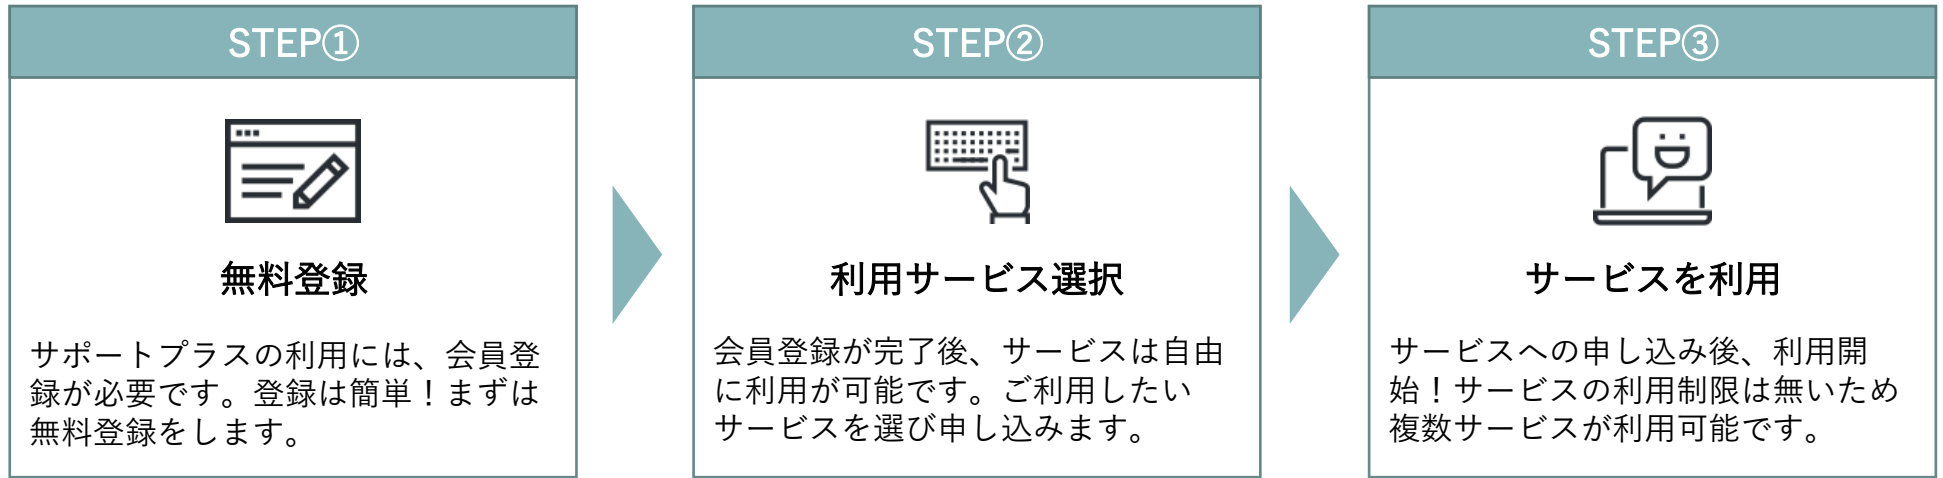 STEP①
無料登録
サポートプラスの利用には、会員登
録が必要です。登録は簡単！まずは
無料登録をします。
STEP②
利用サービス選択
会員登録が完了後、サービスは自由
に利用が可能です。ご利用したい
サービスを選び申し込みます。
STEP③
サービスを利用
サービスへの申し込み後、利用開
始！サービスの利用制限は無いため
複数サービスが利用可能です。